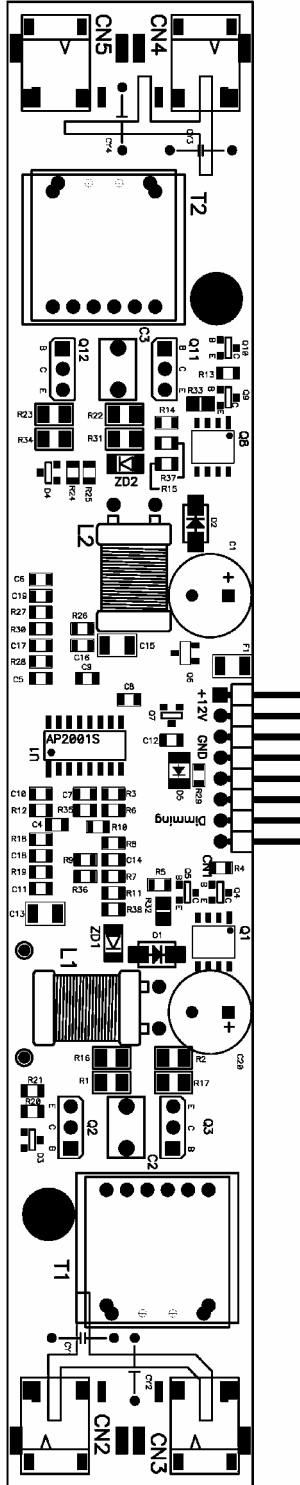 CN5
CN4
CY4
CY3
T2
Q12
C3
Q11
Q10
B
C
E
B
C
E
R13
R33
Q9
R23
R22
R14
R34
R31
Q8
ZD2
R37
R15
D4
R24
R25
L2
D2
C1
C6
C19
R27
R30
R26
C17
C15
R28
C16
C5
C9
Q6
F1
C8
+12V
Q7
GND
AP2001S
U1
C12
D5
R29
C10
C7
R3
R12
R35
R6
Dimming
C4
R10
R18
R8
C18
R9
C14
CN1
R4
R19
R36
R7
R5
Q5
Q4
C11
R11
R32
C13
R38
ZD1
D1
Q1
L1
C20
R16
R2
R21
R1
R17
R20
D3
Q2
C2
Q3
E
C
B
E
C
B
T1
CY2
CN2
CN3